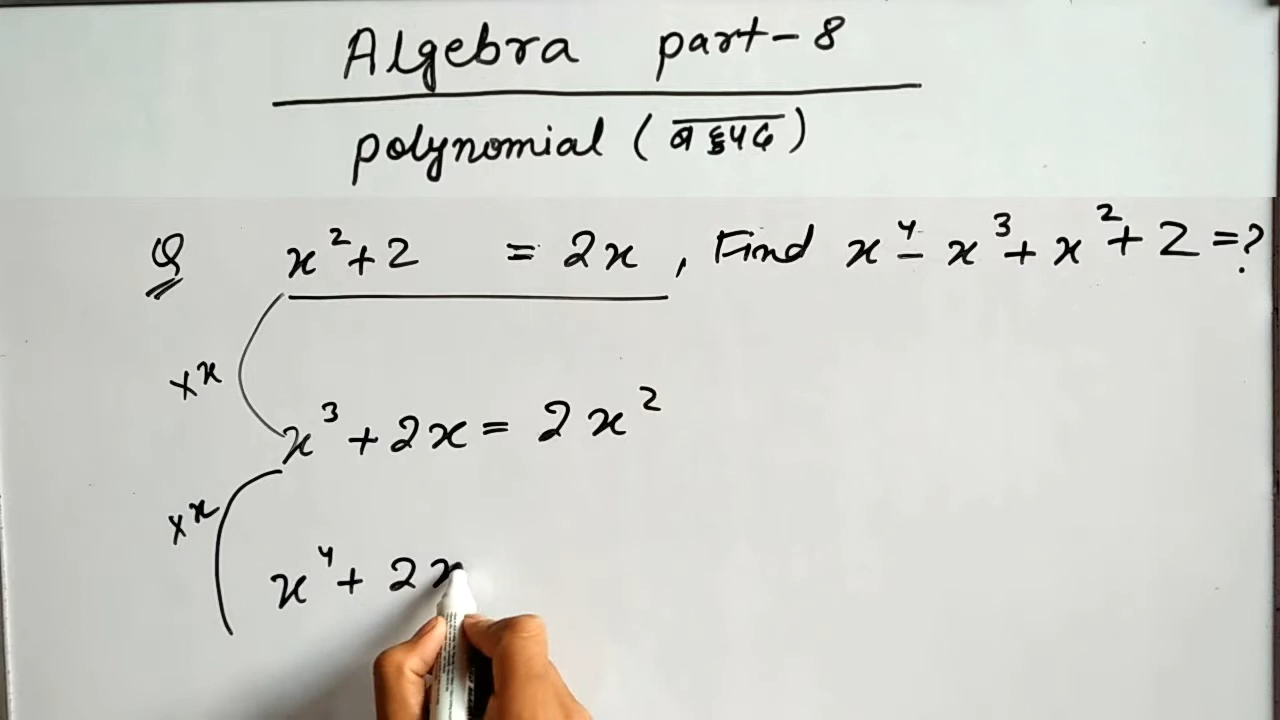 Algebra part-8
polynomial (बहुपद)
Q x²+2 = 2x, Find x⁴-x³+x²+2=?
×x
x³+2x=2x²
×x
x⁴+2x